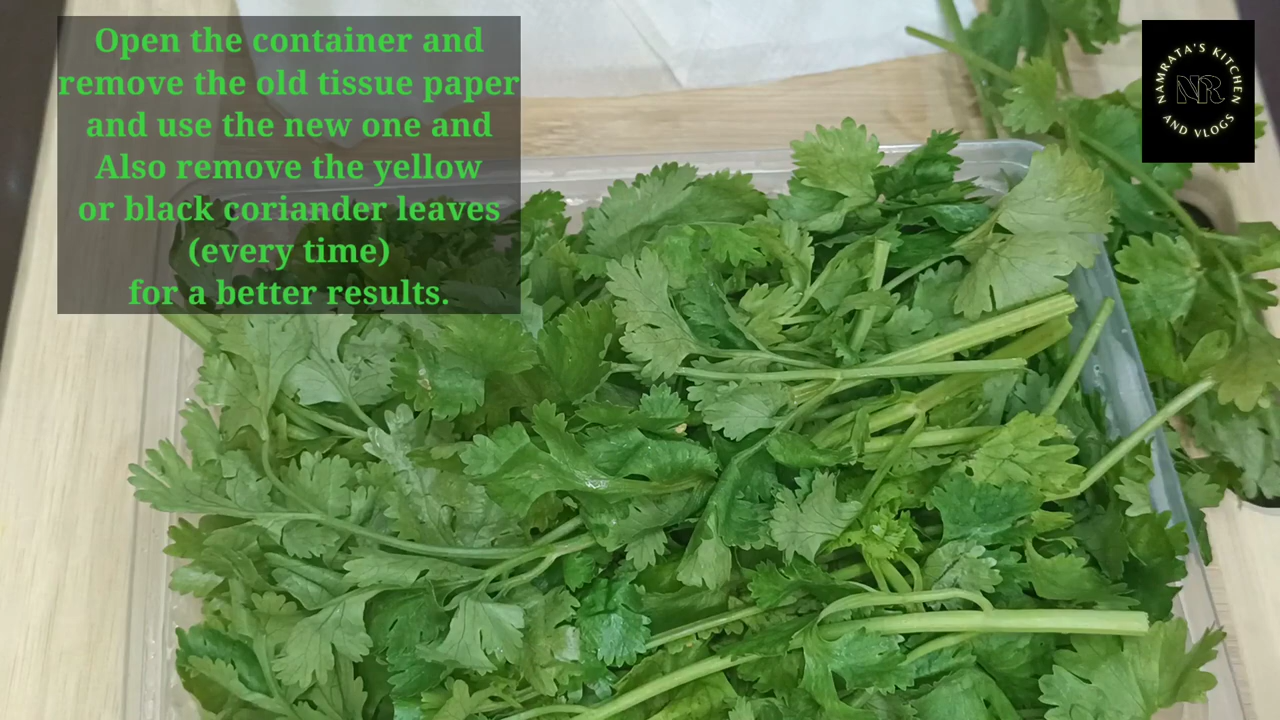 Open the container and
remove the old tissue paper
and use the new one and
Also remove the yellow
or black coriander leaves
(every time)
for a better results.
NAMRATA'S KITCHEN
NR
AND VLOGS